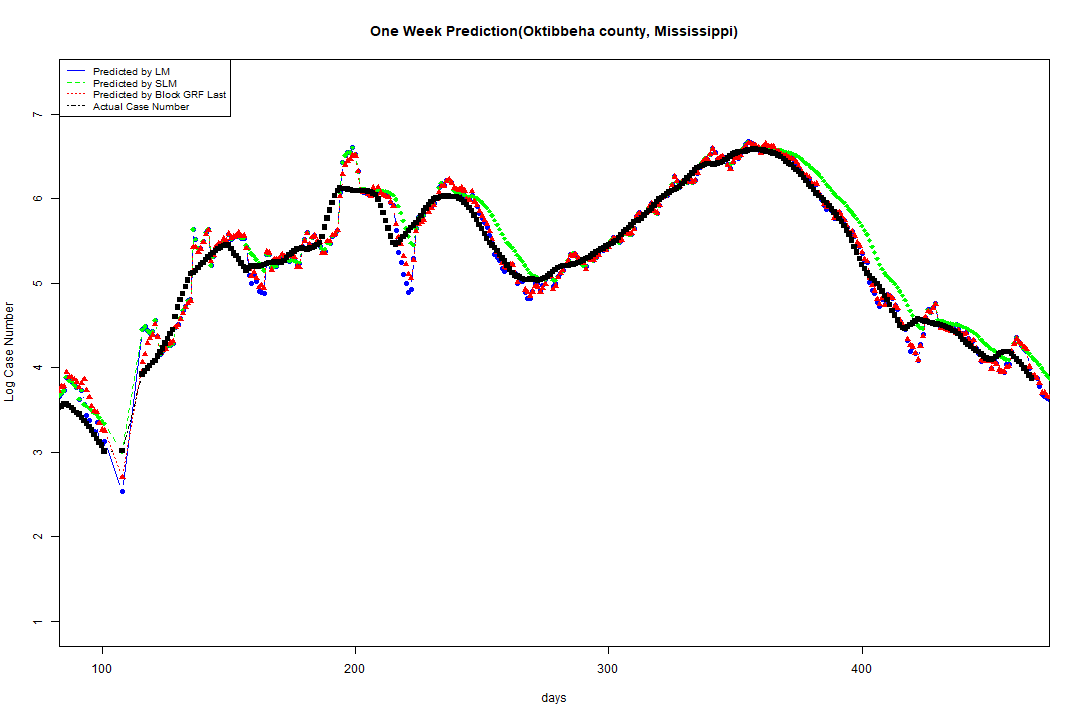 One Week Prediction(Oktibbeha county, Mississippi)
Predicted by LM
Predicted by SLM
Predicted by Block GRF Last
Actual Case Number
7
6
5
4
3
2
1
Log Case Number
100 200 300 400
days